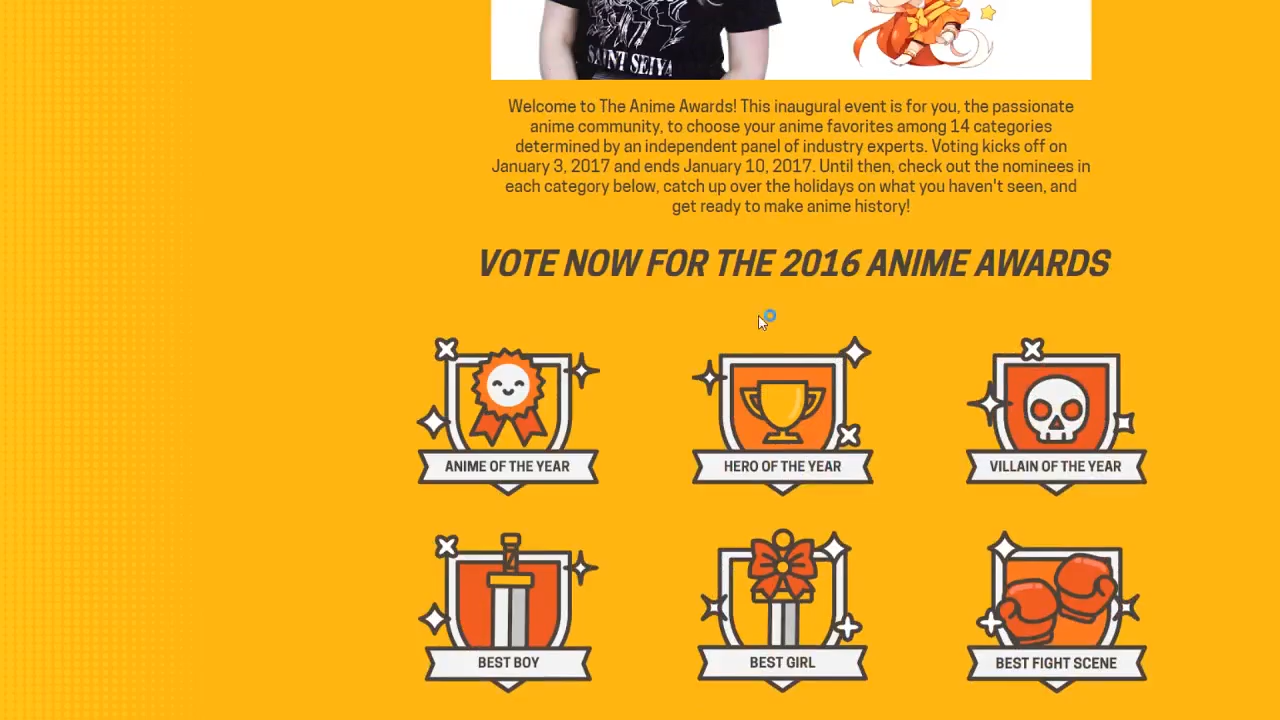 SAINT SEIYA
Welcome to The Anime Awards! This inaugural event is for you, the passionate
anime community, to choose your anime favorites among 14 categories
determined by an independent panel of industry experts. Voting kicks off on
January 3, 2017 and ends January 10, 2017. Until then, check out the nominees in
each category below, catch up over the holidays on what you haven't seen, and
get ready to make anime history!
VOTE NOW FOR THE 2016 ANIME AWARDS
ANIME OF THE YEAR
HERO OF THE YEAR
VILLAIN OF THE YEAR
BEST BOY
BEST GIRL
BEST FIGHT SCENE